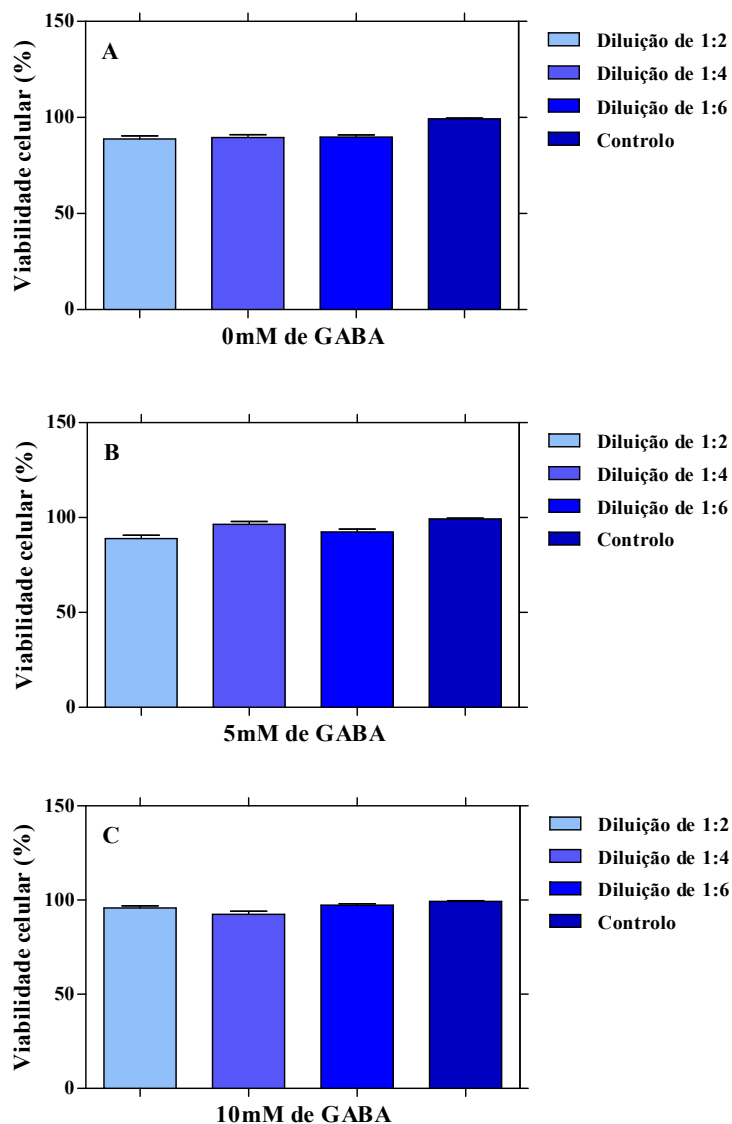 Viabilidade celular (%)
150
100
50
0
A
0mM de GABA
Diluição de 1:2
Diluição de 1:4
Diluição de 1:6
Controlo
Viabilidade celular (%)
150
100
50
0
B
5mM de GABA
Diluição de 1:2
Diluição de 1:4
Diluição de 1:6
Controlo
Viabilidade celular (%)
150
100
50
0
C
10mM de GABA
Diluição de 1:2
Diluição de 1:4
Diluição de 1:6
Controlo